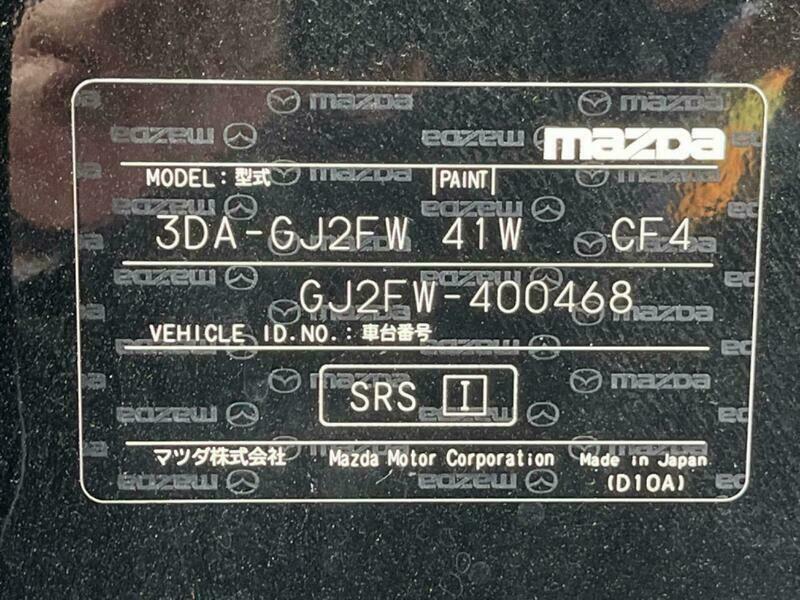 mazda
MODEL : 型式 PAINT
3DA-GJ2FW 41W CF4
GJ2FW-400468
VEHICLE ID.NO. : 車台番号
SRS I
マツダ株式会社 Mazda Motor Corporation Made in Japan
(D10A)